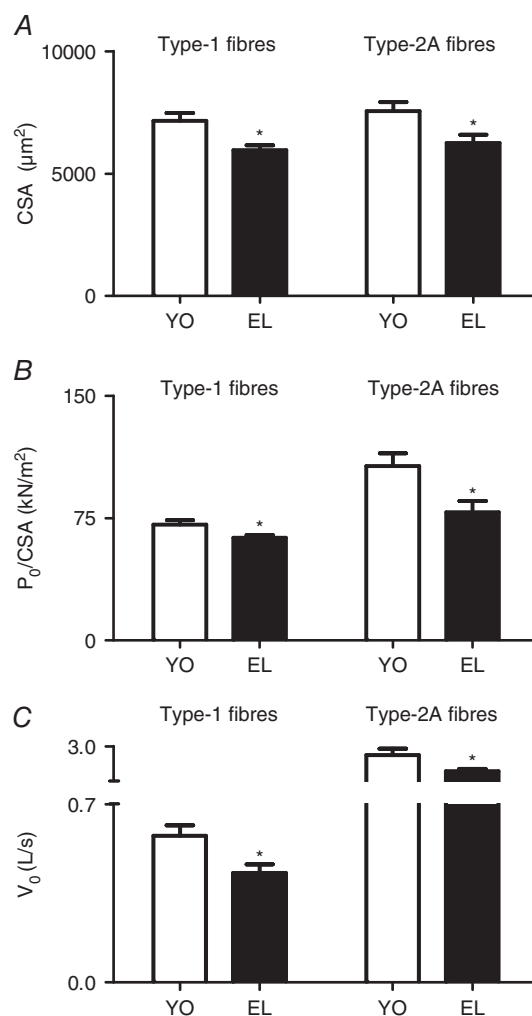 A
Type-1 fibres Type-2A fibres
10000
5000
0
CSA (µm²)
* *
YO EL YO EL
B
Type-1 fibres Type-2A fibres
150
75
0
P₀/CSA (kN/m²)
* *
YO EL YO EL
C
Type-1 fibres Type-2A fibres
3.0
0.7
0.0
V₀ (L/s)
* *
YO EL YO EL